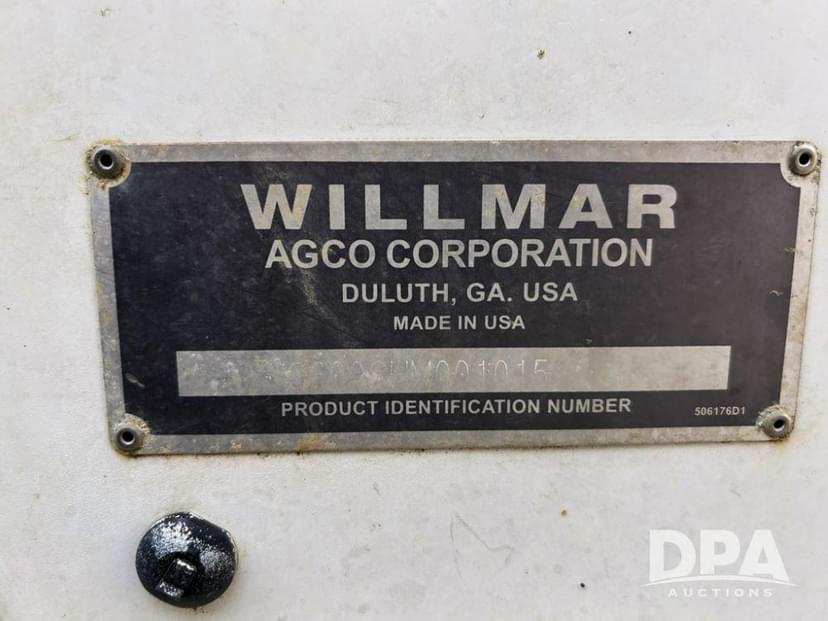 WILLMAR
AGCO CORPORATION
DULUTH, GA. USA
MADE IN USA
PRODUCT IDENTIFICATION NUMBER
506176D1
DPA
AUCTIONS